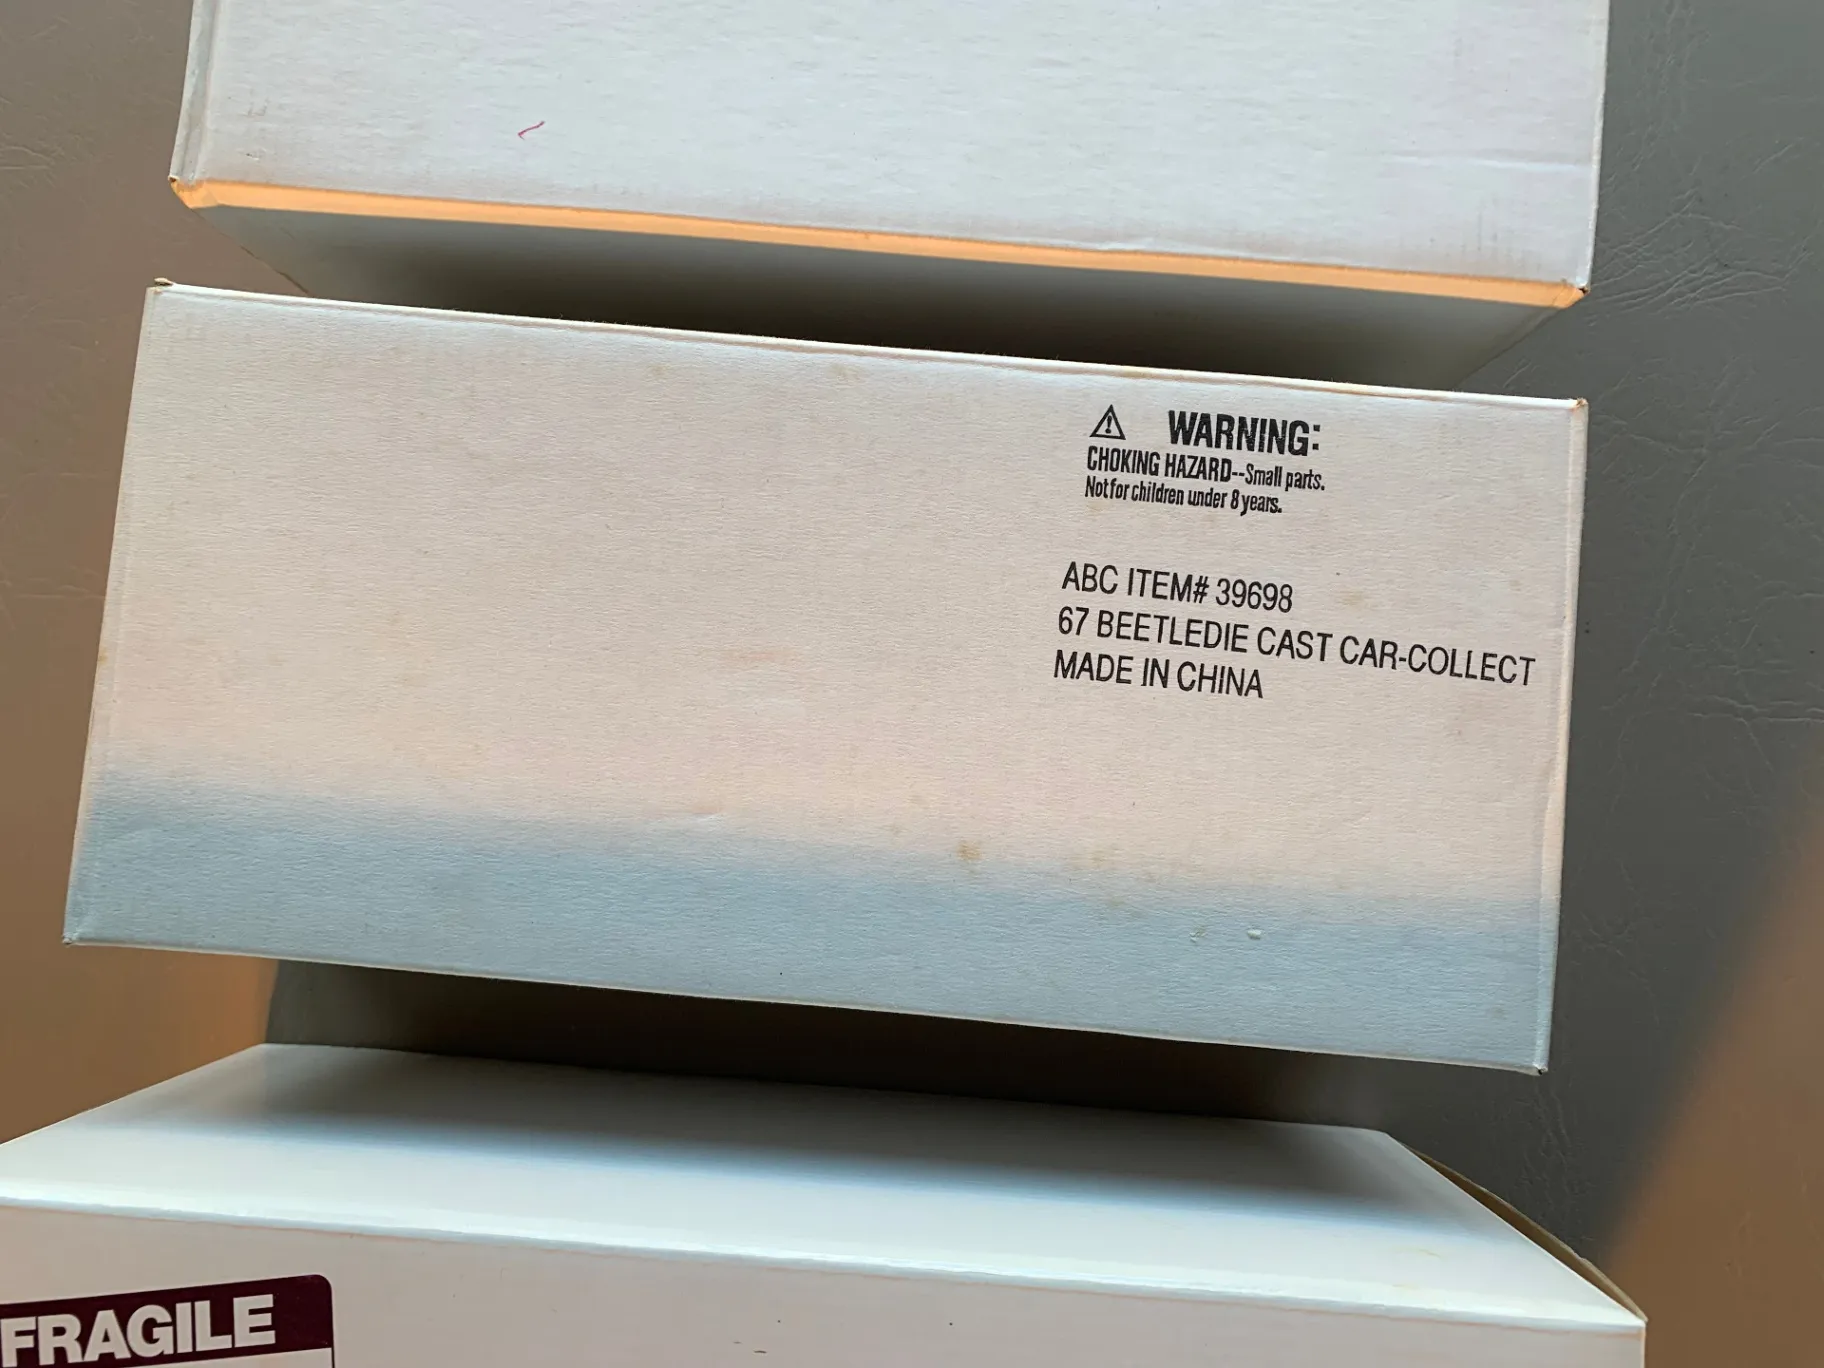 WARNING:
CHOKING HAZARD--Small parts.
Not for children under 8 years.
ABC ITEM# 39698
67 BEETLEDIE CAST CAR-COLLECT
MADE IN CHINA
FRAGILE